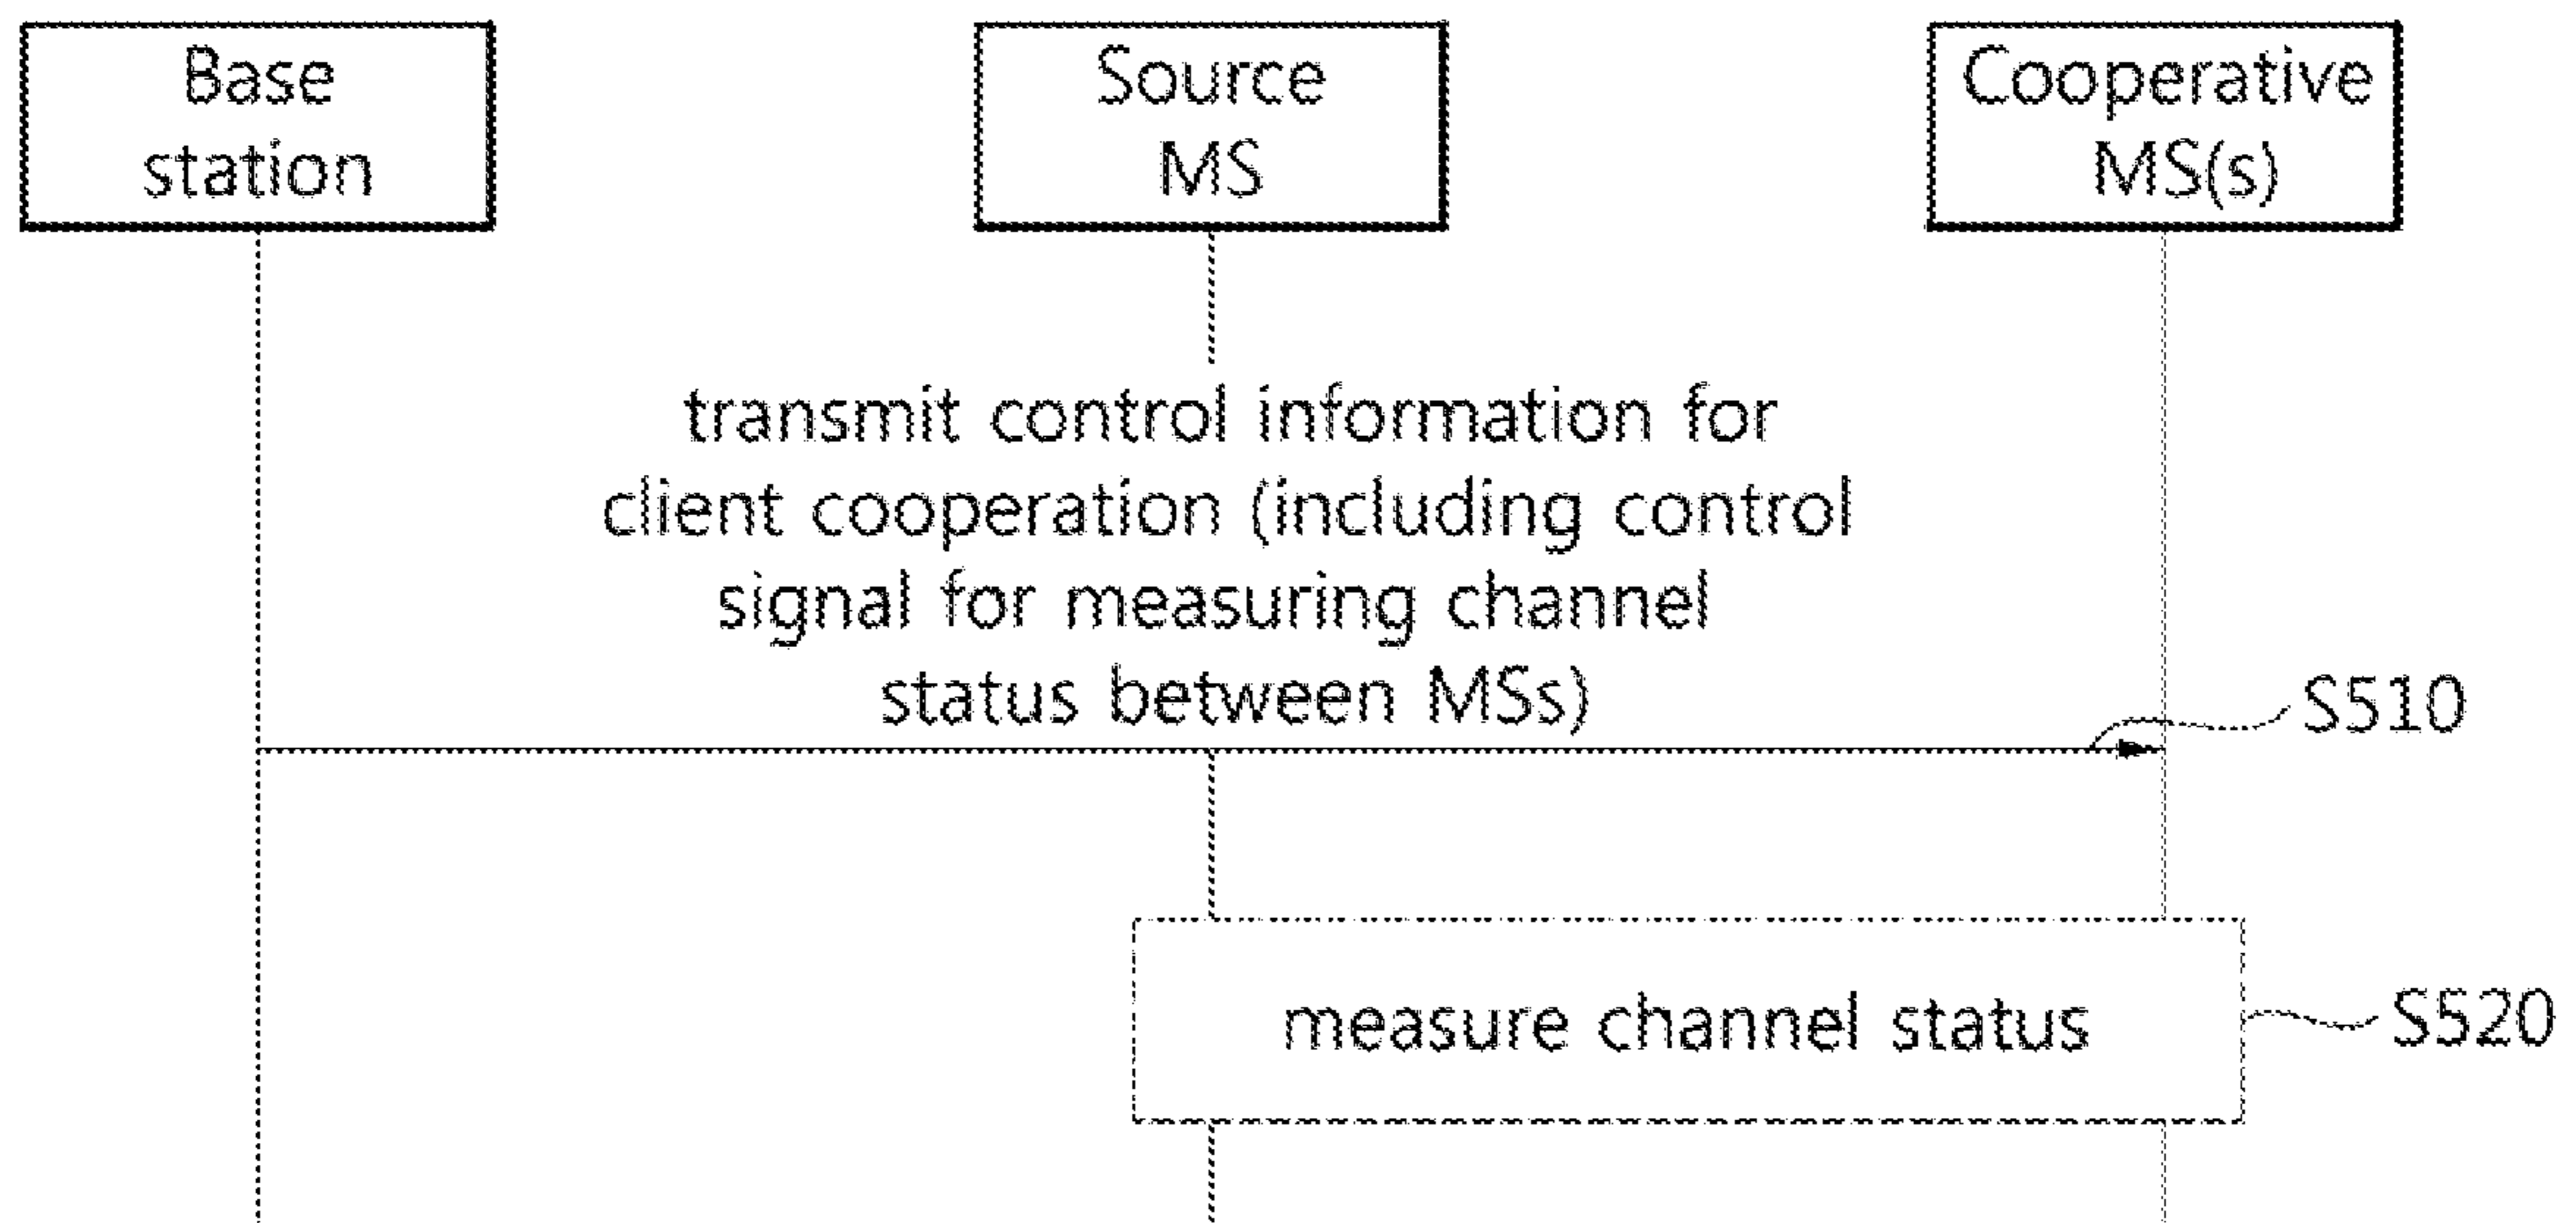 Base
station
Source
MS
Cooperative
MS(s)
transmit control information for
client cooperation (including control
signal for measuring channel
status between MSs)
S510
measure channel status
S520